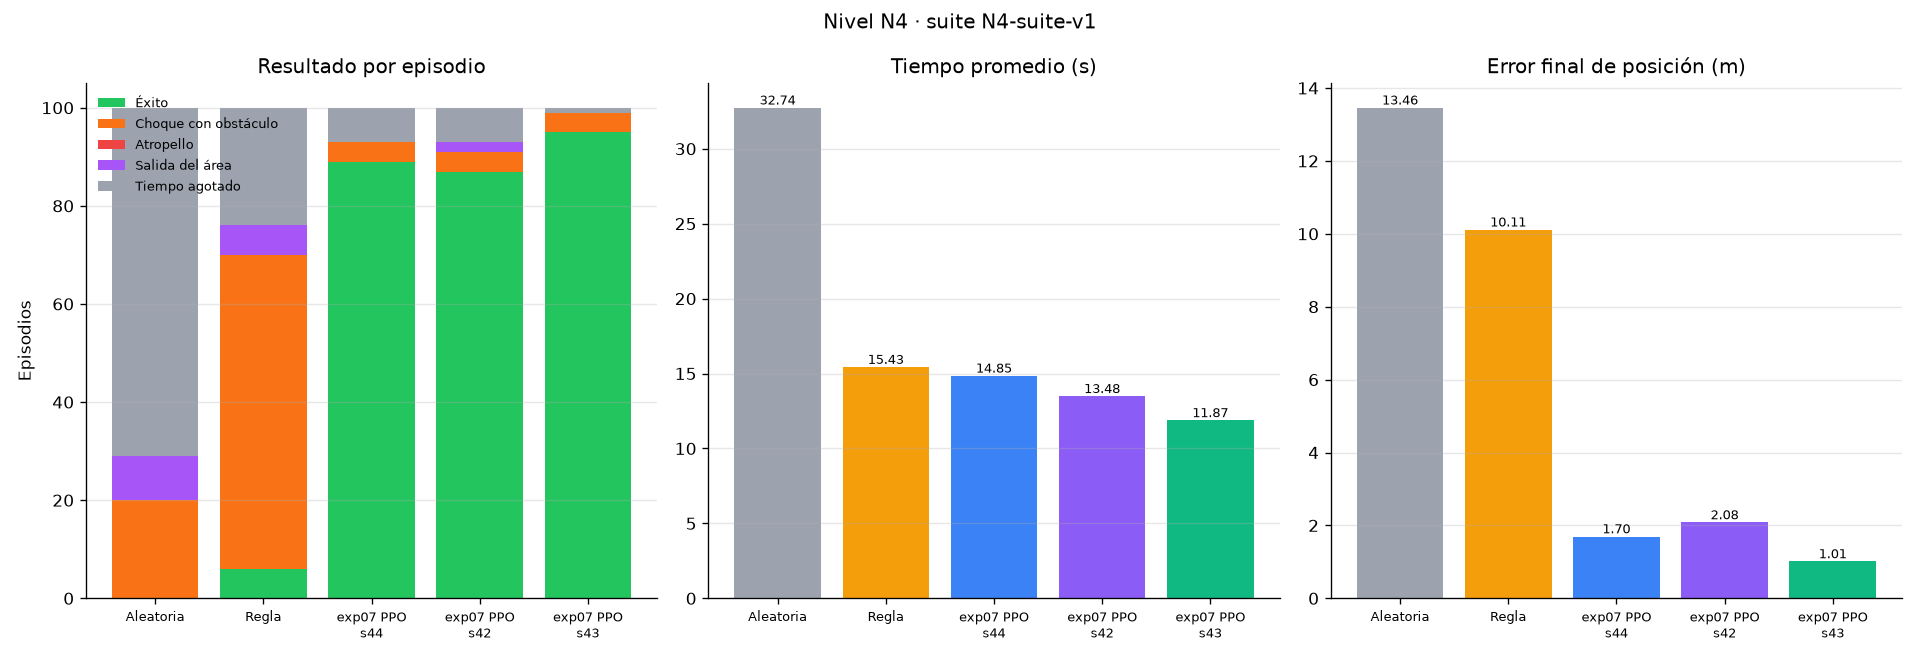 Nivel N4 · suite N4-suite-v1
Resultado por episodio
Episodios
100
80
60
40
20
0
Éxito
Choque con obstáculo
Atropello
Salida del área
Tiempo agotado
Aleatoria
Regla
exp07 PPO
s44
exp07 PPO
s42
exp07 PPO
s43
Tiempo promedio (s)
30
25
20
15
10
5
0
32.74
15.43
14.85
13.48
11.87
Aleatoria
Regla
exp07 PPO
s44
exp07 PPO
s42
exp07 PPO
s43
Error final de posición (m)
14
12
10
8
6
4
2
0
13.46
10.11
1.70
2.08
1.01
Aleatoria
Regla
exp07 PPO
s44
exp07 PPO
s42
exp07 PPO
s43